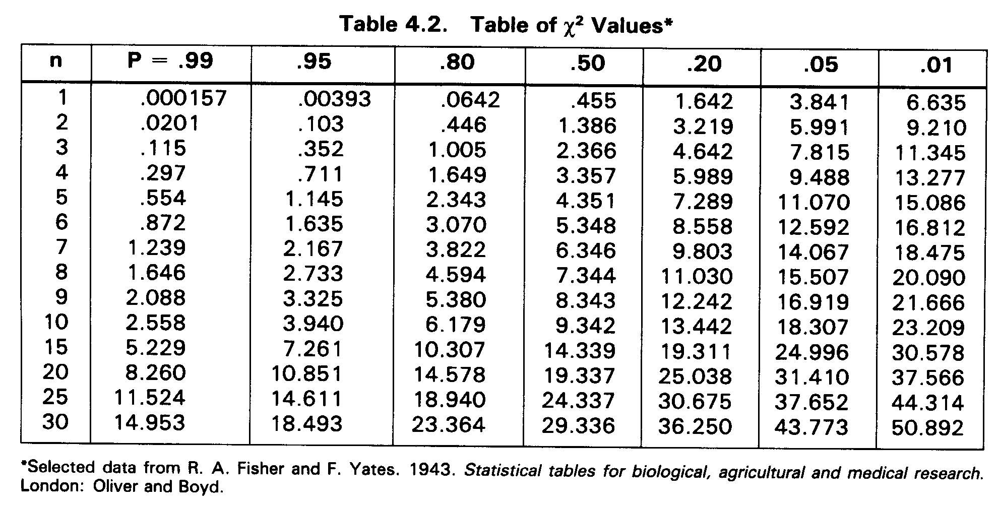 Table 4.2. Table of χ² Values*
n P = .99 .95 .80 .50 .20 .05 .01
1 .000157 .00393 .0642 .455 1.642 3.841 6.635
2 .0201 .103 .446 1.386 3.219 5.991 9.210
3 .115 .352 1.005 2.366 4.642 7.815 11.345
4 .297 .711 1.649 3.357 5.989 9.488 13.277
5 .554 1.145 2.343 4.351 7.289 11.070 15.086
6 .872 1.635 3.070 5.348 8.558 12.592 16.812
7 1.239 2.167 3.822 6.346 9.803 14.067 18.475
8 1.646 2.733 4.594 7.344 11.030 15.507 20.090
9 2.088 3.325 5.380 8.343 12.242 16.919 21.666
10 2.558 3.940 6.179 9.342 13.442 18.307 23.209
15 5.229 7.261 10.307 14.339 19.311 24.996 30.578
20 8.260 10.851 14.578 19.337 25.038 31.410 37.566
25 11.524 14.611 18.940 24.337 30.675 37.652 44.314
30 14.953 18.493 23.364 29.336 36.250 43.773 50.892
*Selected data from R. A. Fisher and F. Yates. 1943. Statistical tables for biological, agricultural and medical research.
London: Oliver and Boyd.